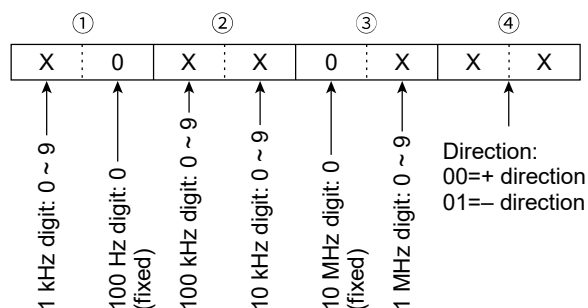 ① ② ③ ④
X 0 X X 0 X X X
1 kHz digit: 0 ~ 9
100 Hz digit: 0
(fixed)
100 kHz digit: 0 ~ 9
10 kHz digit: 0 ~ 9
10 MHz digit: 0
(fixed)
1 MHz digit: 0 ~ 9
Direction:
00=+ direction
01=– direction